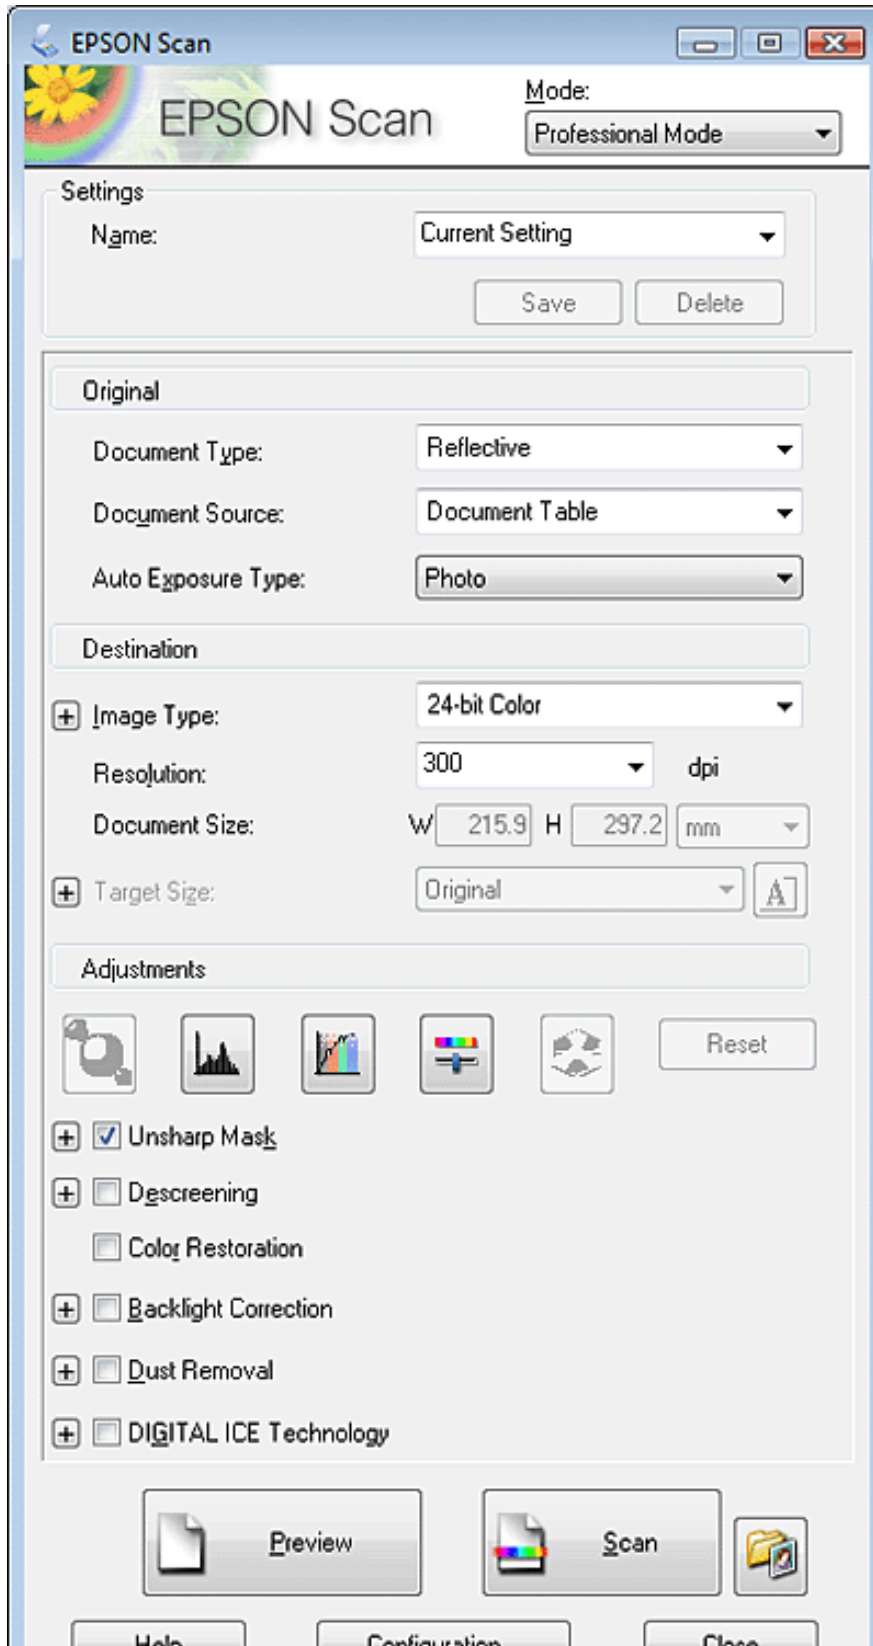 EPSON Scan
EPSON Scan
Mode:
Professional Mode
Settings
Name: Current Setting
Save Delete
Original
Document Type: Reflective
Document Source: Document Table
Auto Exposure Type: Photo
Destination
Image Type: 24-bit Color
Resolution: 300 dpi
Document Size: W 215.9 H 297.2 mm
Target Size: Original A
Adjustments
Reset
Unsharp Mask
Descreening
Color Restoration
Backlight Correction
Dust Removal
DIGITAL ICE Technology
Preview Scan
Help Configuration Close